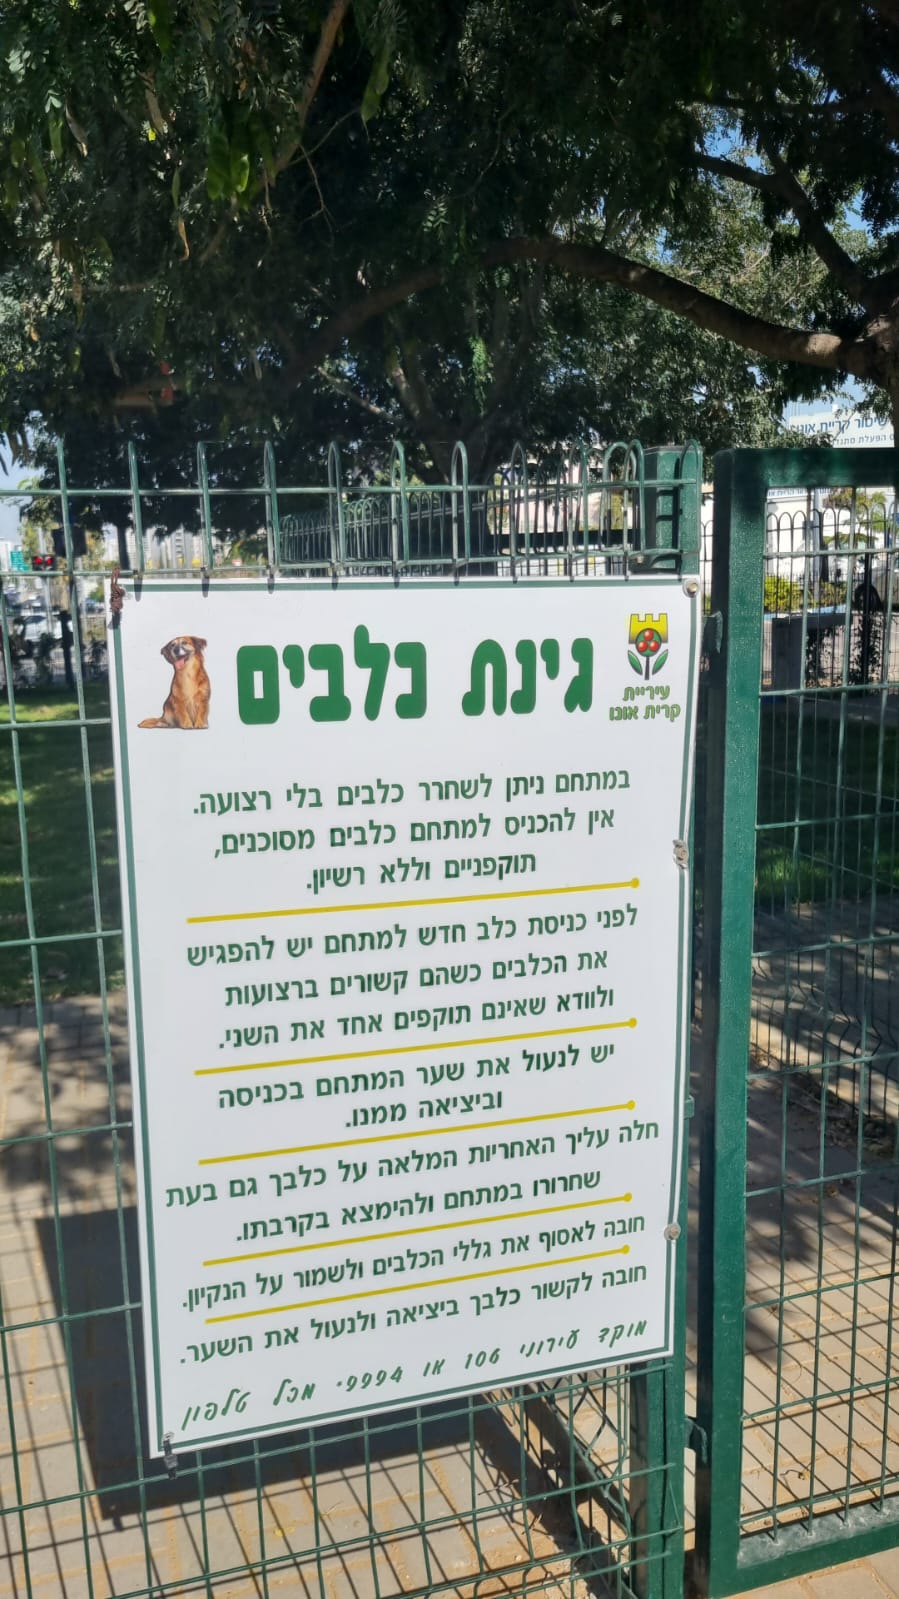 שיטור קריית אונו
גינת כלבים
עיריית
קרית אונו
במתחם ניתן לשחרר כלבים בלי רצועה.
אין להכניס למתחם כלבים מסוכנים,
תוקפניים וללא רשיון.
לפני כניסת כלב חדש למתחם יש להפגיש
את הכלבים כשהם קשורים ברצועות
ולוודא שאינם תוקפים אחד את השני.
יש לנעול את שער המתחם בכניסה
וביציאה ממנו.
חלה עליך האחריות המלאה על כלבך גם בעת
שחרורו במתחם ולהימצא בקרבתו.
חובה לאסוף את גללי הכלבים ולשמור על הנקיון.
חובה לקשור כלבך ביציאה ולנעול את השער.
מוקד עירוני 106 או 9994* מכל טלפון